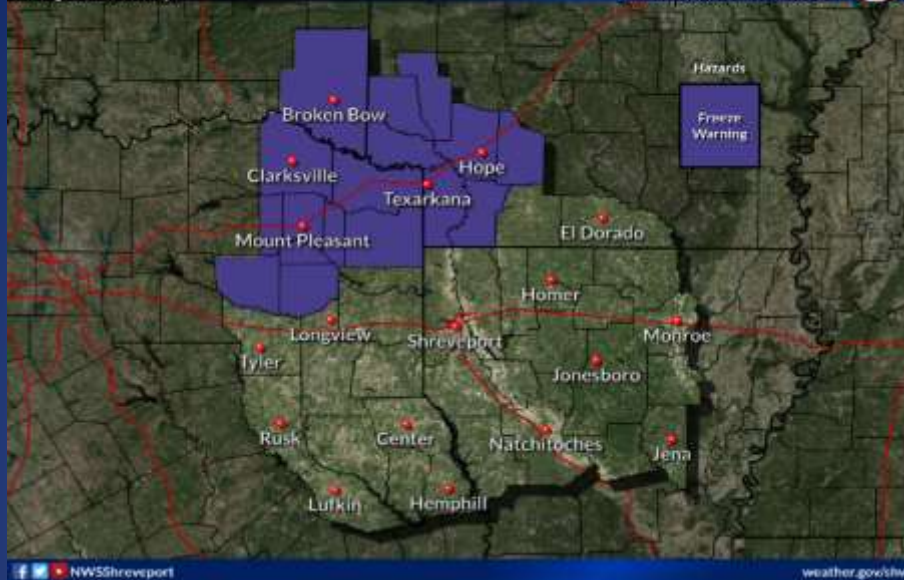 Hazards
Freeze
Warning
Broken Bow
Clarksville
Hope
Texarkana
Mount Pleasant
El Dorado
Homer
Longview
Shreveport
Monroe
Tyler
Jonesboro
Rusk
Center
Natchitoches
Jena
Lufkin
Hemphill
NWSShreveport
weather.gov/shv